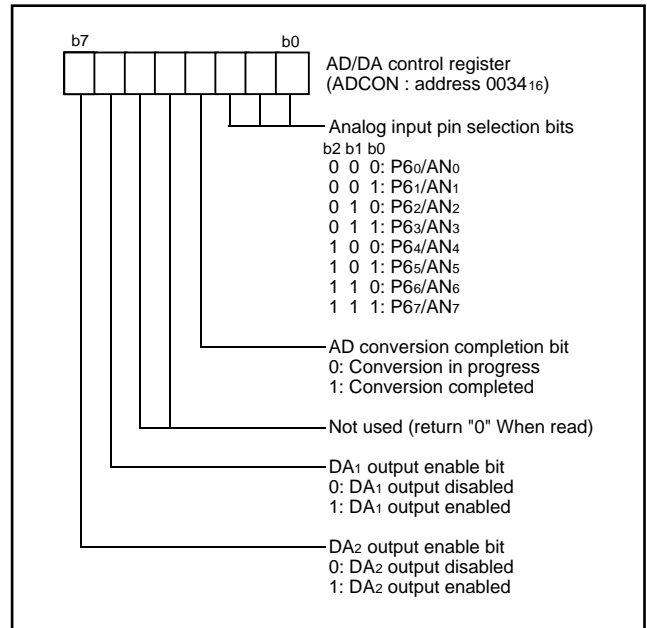 b7 b0
AD/DA control register
(ADCON : address 0034₁₆)
Analog input pin selection bits
b2 b1 b0
0 0 0: P6₀/AN₀
0 0 1: P6₁/AN₁
0 1 0: P6₂/AN₂
0 1 1: P6₃/AN₃
1 0 0: P6₄/AN₄
1 0 1: P6₅/AN₅
1 1 0: P6₆/AN₆
1 1 1: P6₇/AN₇
AD conversion completion bit
0: Conversion in progress
1: Conversion completed
Not used (return "0" When read)
DA₁ output enable bit
0: DA₁ output disabled
1: DA₁ output enabled
DA₂ output enable bit
0: DA₂ output disabled
1: DA₂ output enabled